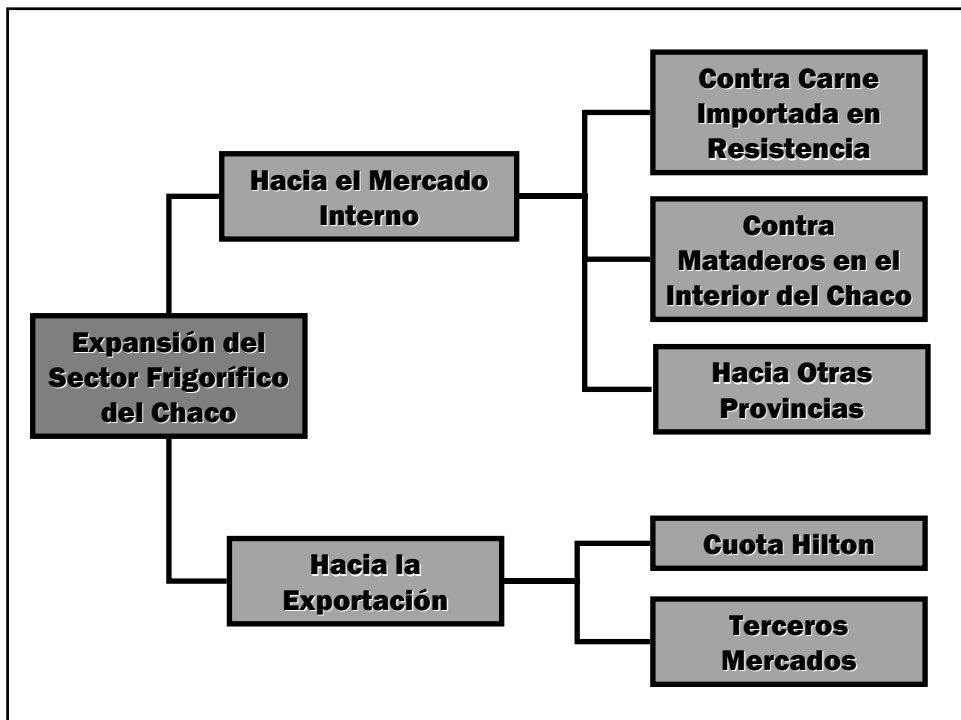 Contra Carne
Importada en
Resistencia
Hacia el Mercado
Interno
Contra
Mataderos en el
Interior del Chaco
Expansión del
Sector Frigorífico
del Chaco
Hacia Otras
Provincias
Hacia la
Exportación
Cuota Hilton
Terceros
Mercados